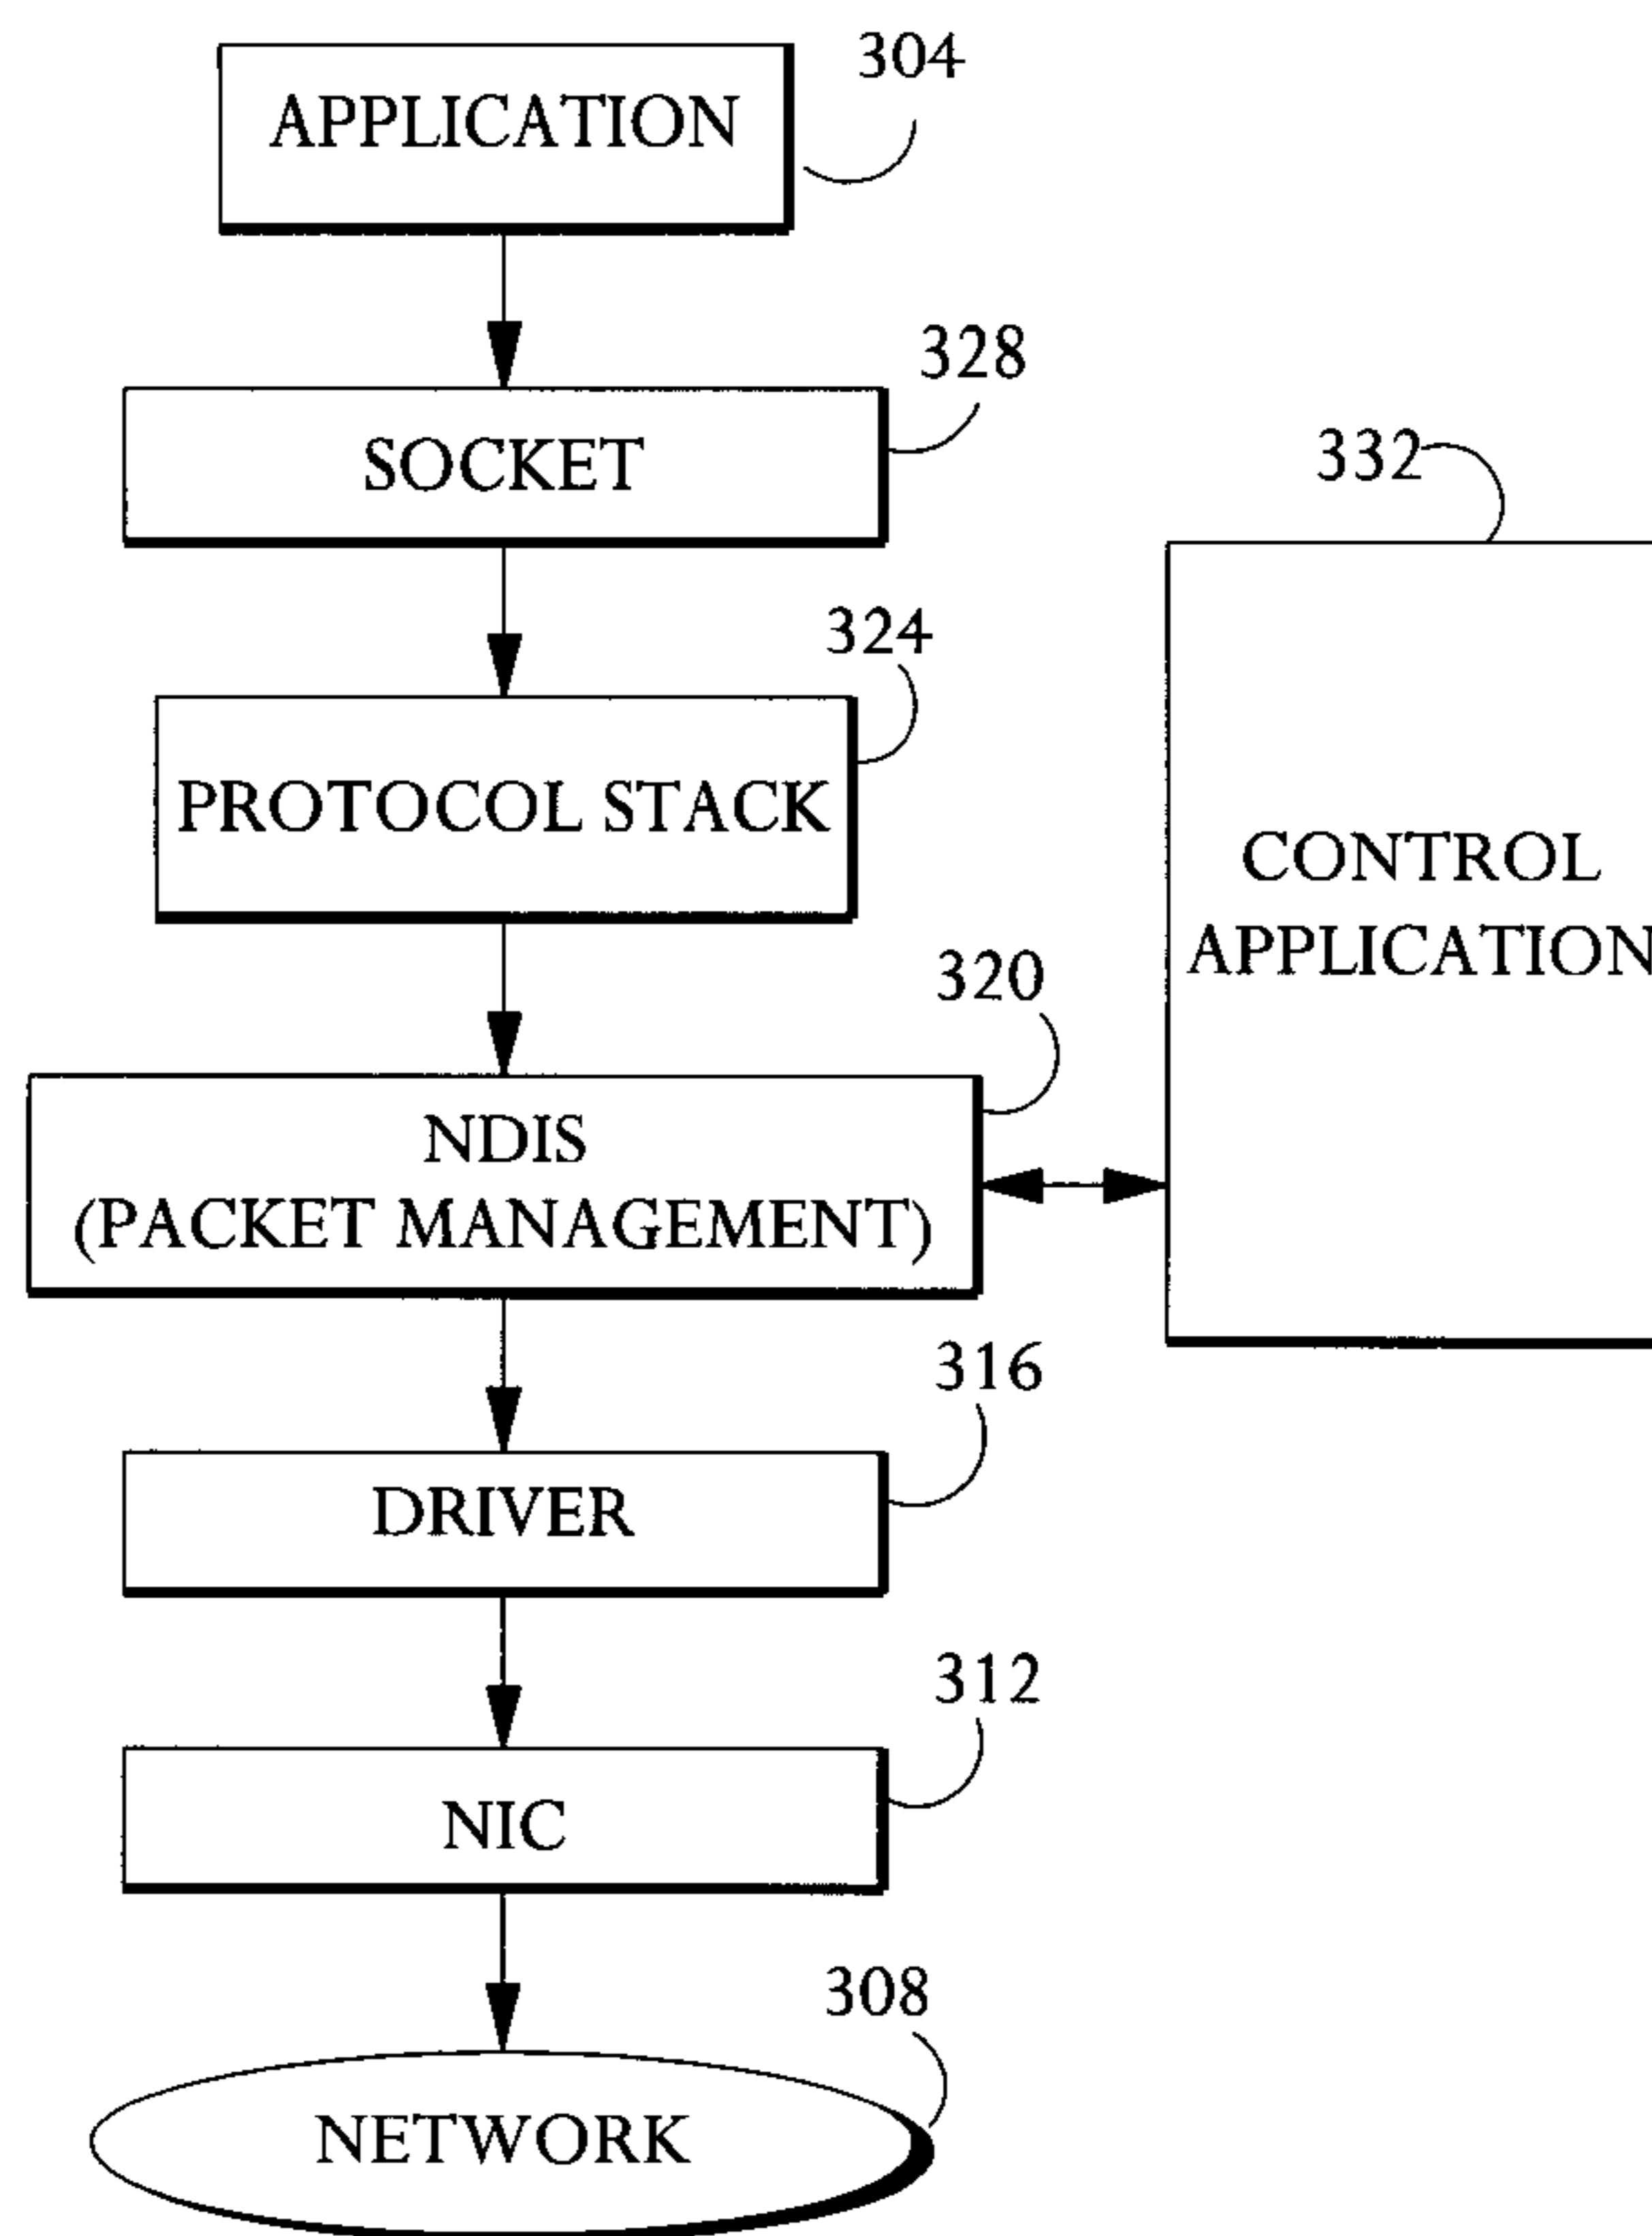 304
APPLICATION
328
SOCKET
332
324
PROTOCOL STACK
CONTROL
APPLICATION
320
NDIS
(PACKET MANAGEMENT)
316
DRIVER
312
NIC
308
NETWORK